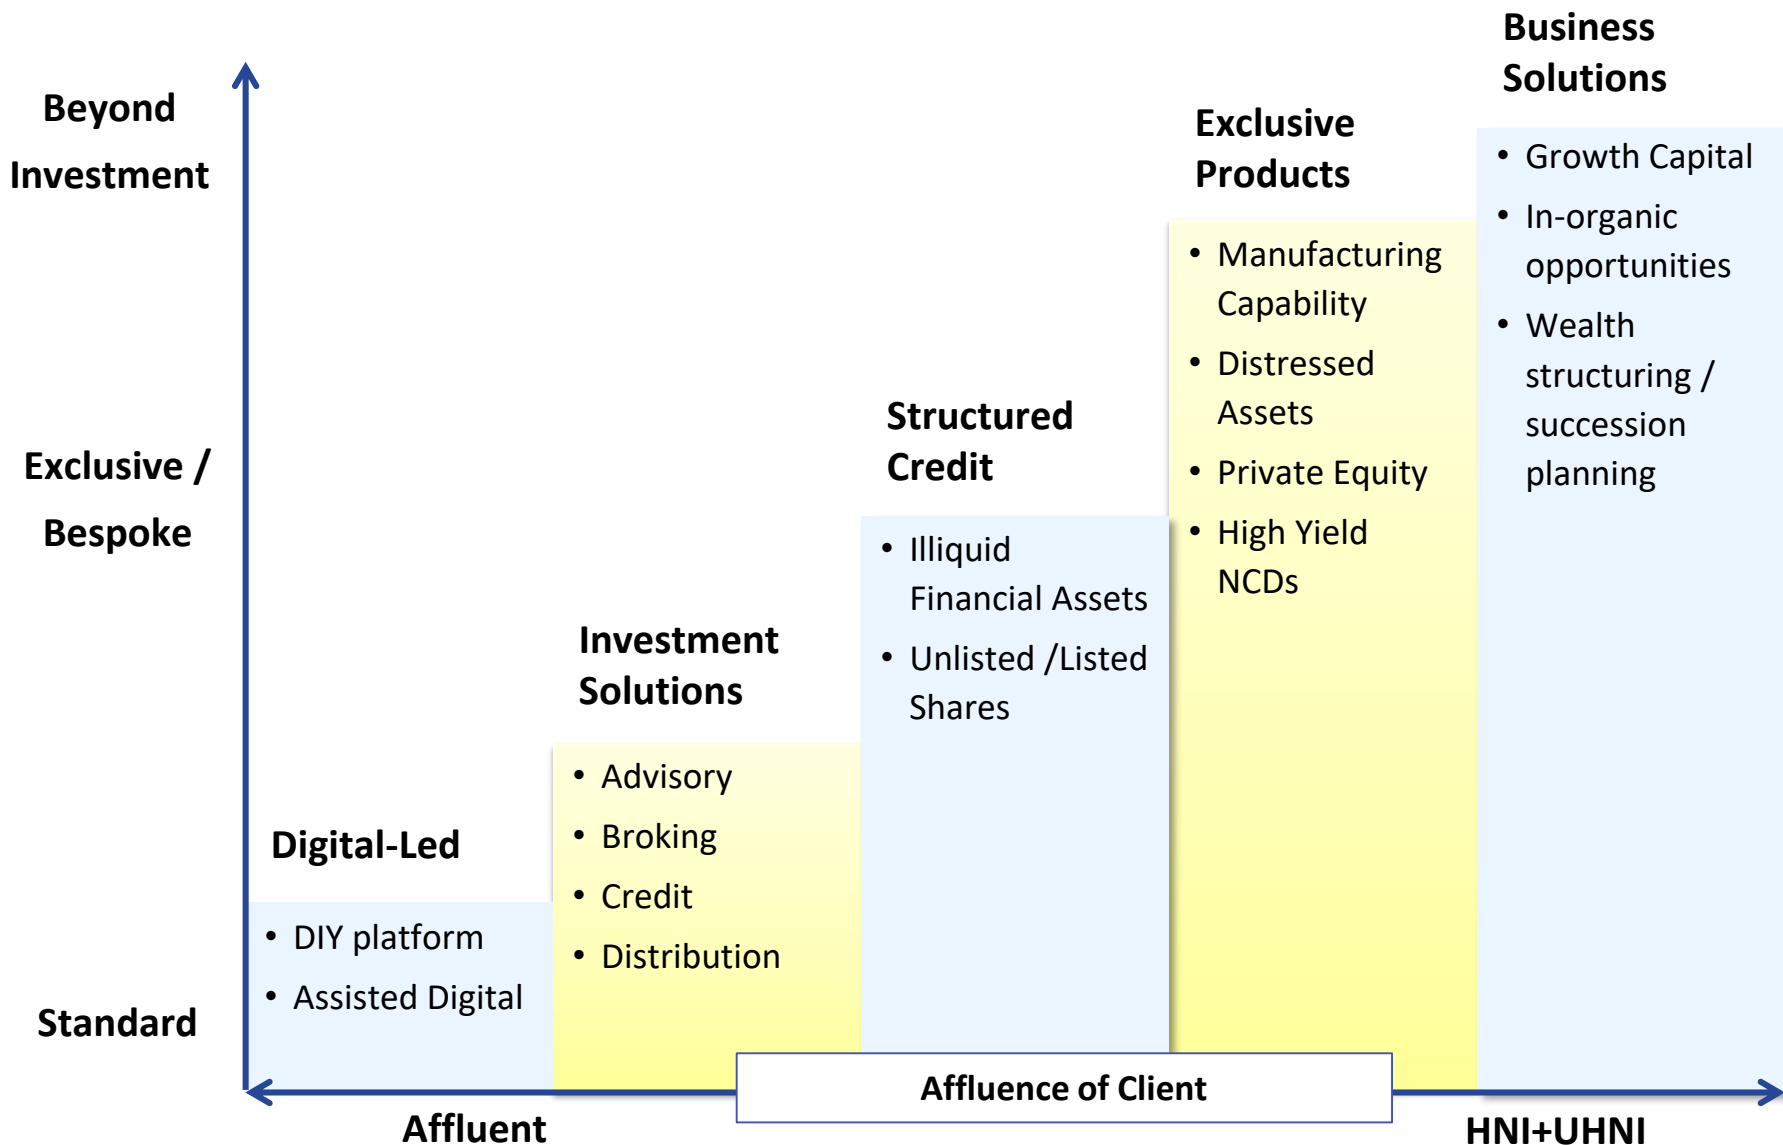 Beyond
Investment
Exclusive /
Bespoke
Standard
Digital-Led
• DIY platform
• Assisted Digital
Investment
Solutions
• Advisory
• Broking
• Credit
• Distribution
Structured
Credit
• Illiquid
Financial Assets
• Unlisted /Listed
Shares
Exclusive
Products
• Manufacturing
Capability
• Distressed
Assets
• Private Equity
• High Yield
NCDs
Business
Solutions
• Growth Capital
• In-organic
opportunities
• Wealth
structuring /
succession
planning
Affluence of Client
Affluent
HNI+UHNI